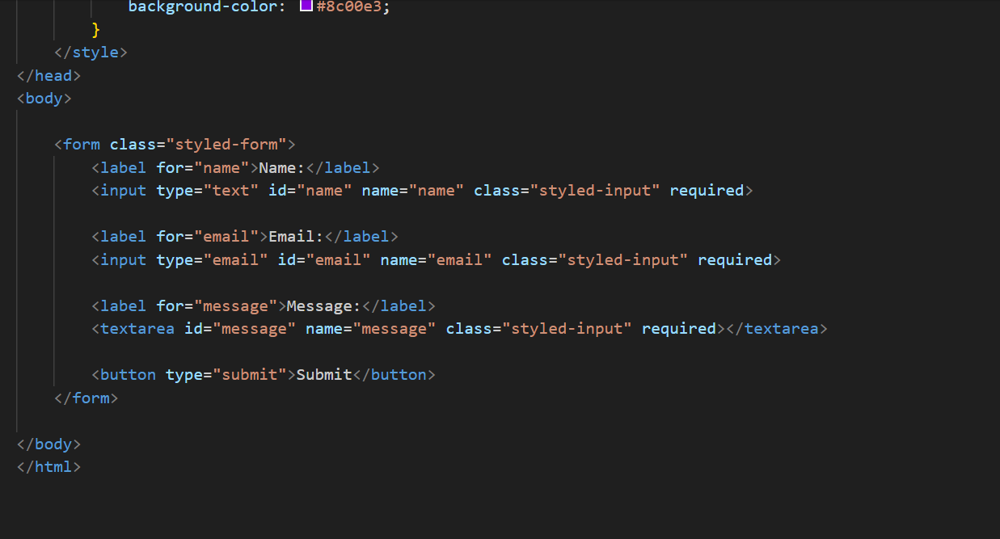 background-color: #8c00e3;
}
</style>
</head>
<body>
<form class="styled-form">
<label for="name">Name:</label>
<input type="text" id="name" name="name" class="styled-input" required>
<label for="email">Email:</label>
<input type="email" id="email" name="email" class="styled-input" required>
<label for="message">Message:</label>
<textarea id="message" name="message" class="styled-input" required></textarea>
<button type="submit">Submit</button>
</form>
</body>
</html>